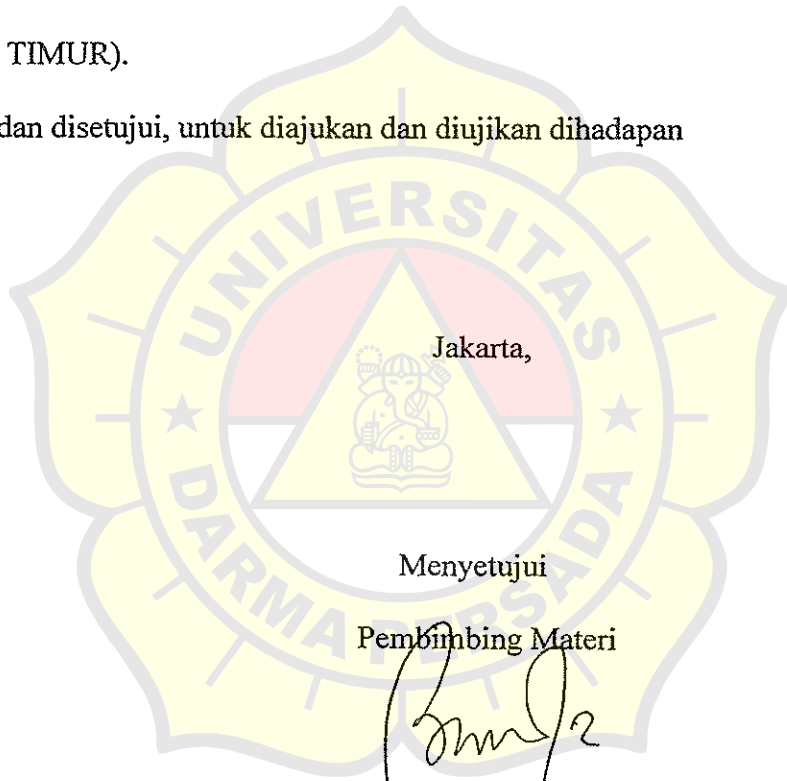 TIMUR).
dan disetujui, untuk diajukan dan diujikan dihadapan
UNIVERSITAS
Jakarta,
DARMA PERSADA
Menyetujui
Pembimbing Materi